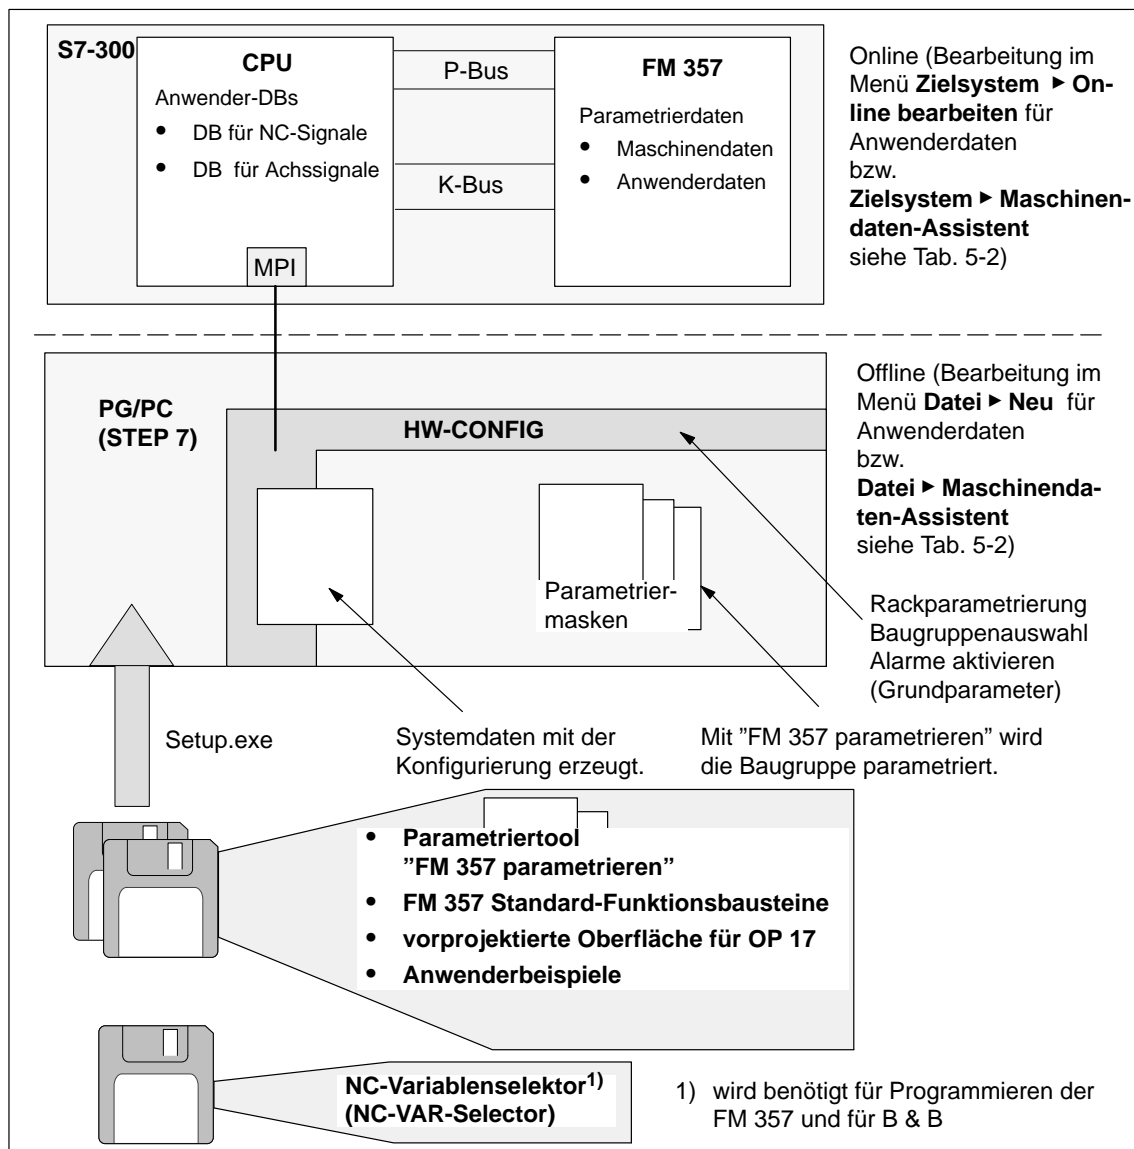 S7-300
CPU
Anwender-DBs
• DB für NC-Signale
• DB für Achssignale
MPI
P-Bus
K-Bus
FM 357
Parametrierdaten
• Maschinendaten
• Anwenderdaten
Online (Bearbeitung im
Menü Zielsystem ► On-
line bearbeiten für
Anwenderdaten
bzw.
Zielsystem ► Maschinen-
daten-Assistent
siehe Tab. 5-2)
PG/PC
(STEP 7)
HW-CONFIG
Parametrier-
masken
Offline (Bearbeitung im
Menü Datei ► Neu für
Anwenderdaten
bzw.
Datei ► Maschinenda-
ten-Assistent
siehe Tab. 5-2)
Rackparametrierung
Baugruppenauswahl
Alarme aktivieren
(Grundparameter)
Setup.exe
Systemdaten mit der
Konfigurierung erzeugt.
Mit ”FM 357 parametrieren” wird
die Baugruppe parametriert.
• Parametriertool
”FM 357 parametrieren”
• FM 357 Standard-Funktionsbausteine
• vorprojektierte Oberfläche für OP 17
• Anwenderbeispiele
NC-Variablenselektor1)
(NC-VAR-Selector)
1) wird benötigt für Programmieren der
FM 357 und für B & B